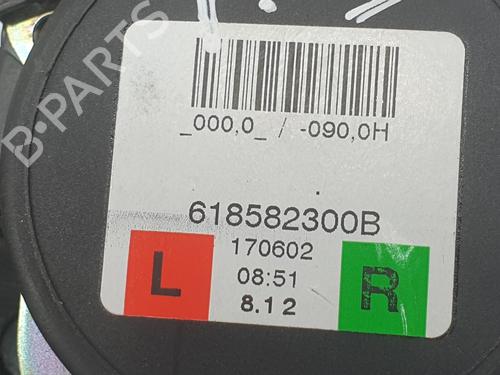 B-PARTS
_000,0_ / -090,0H
618582300B
170602
L
08:51
R
8.12